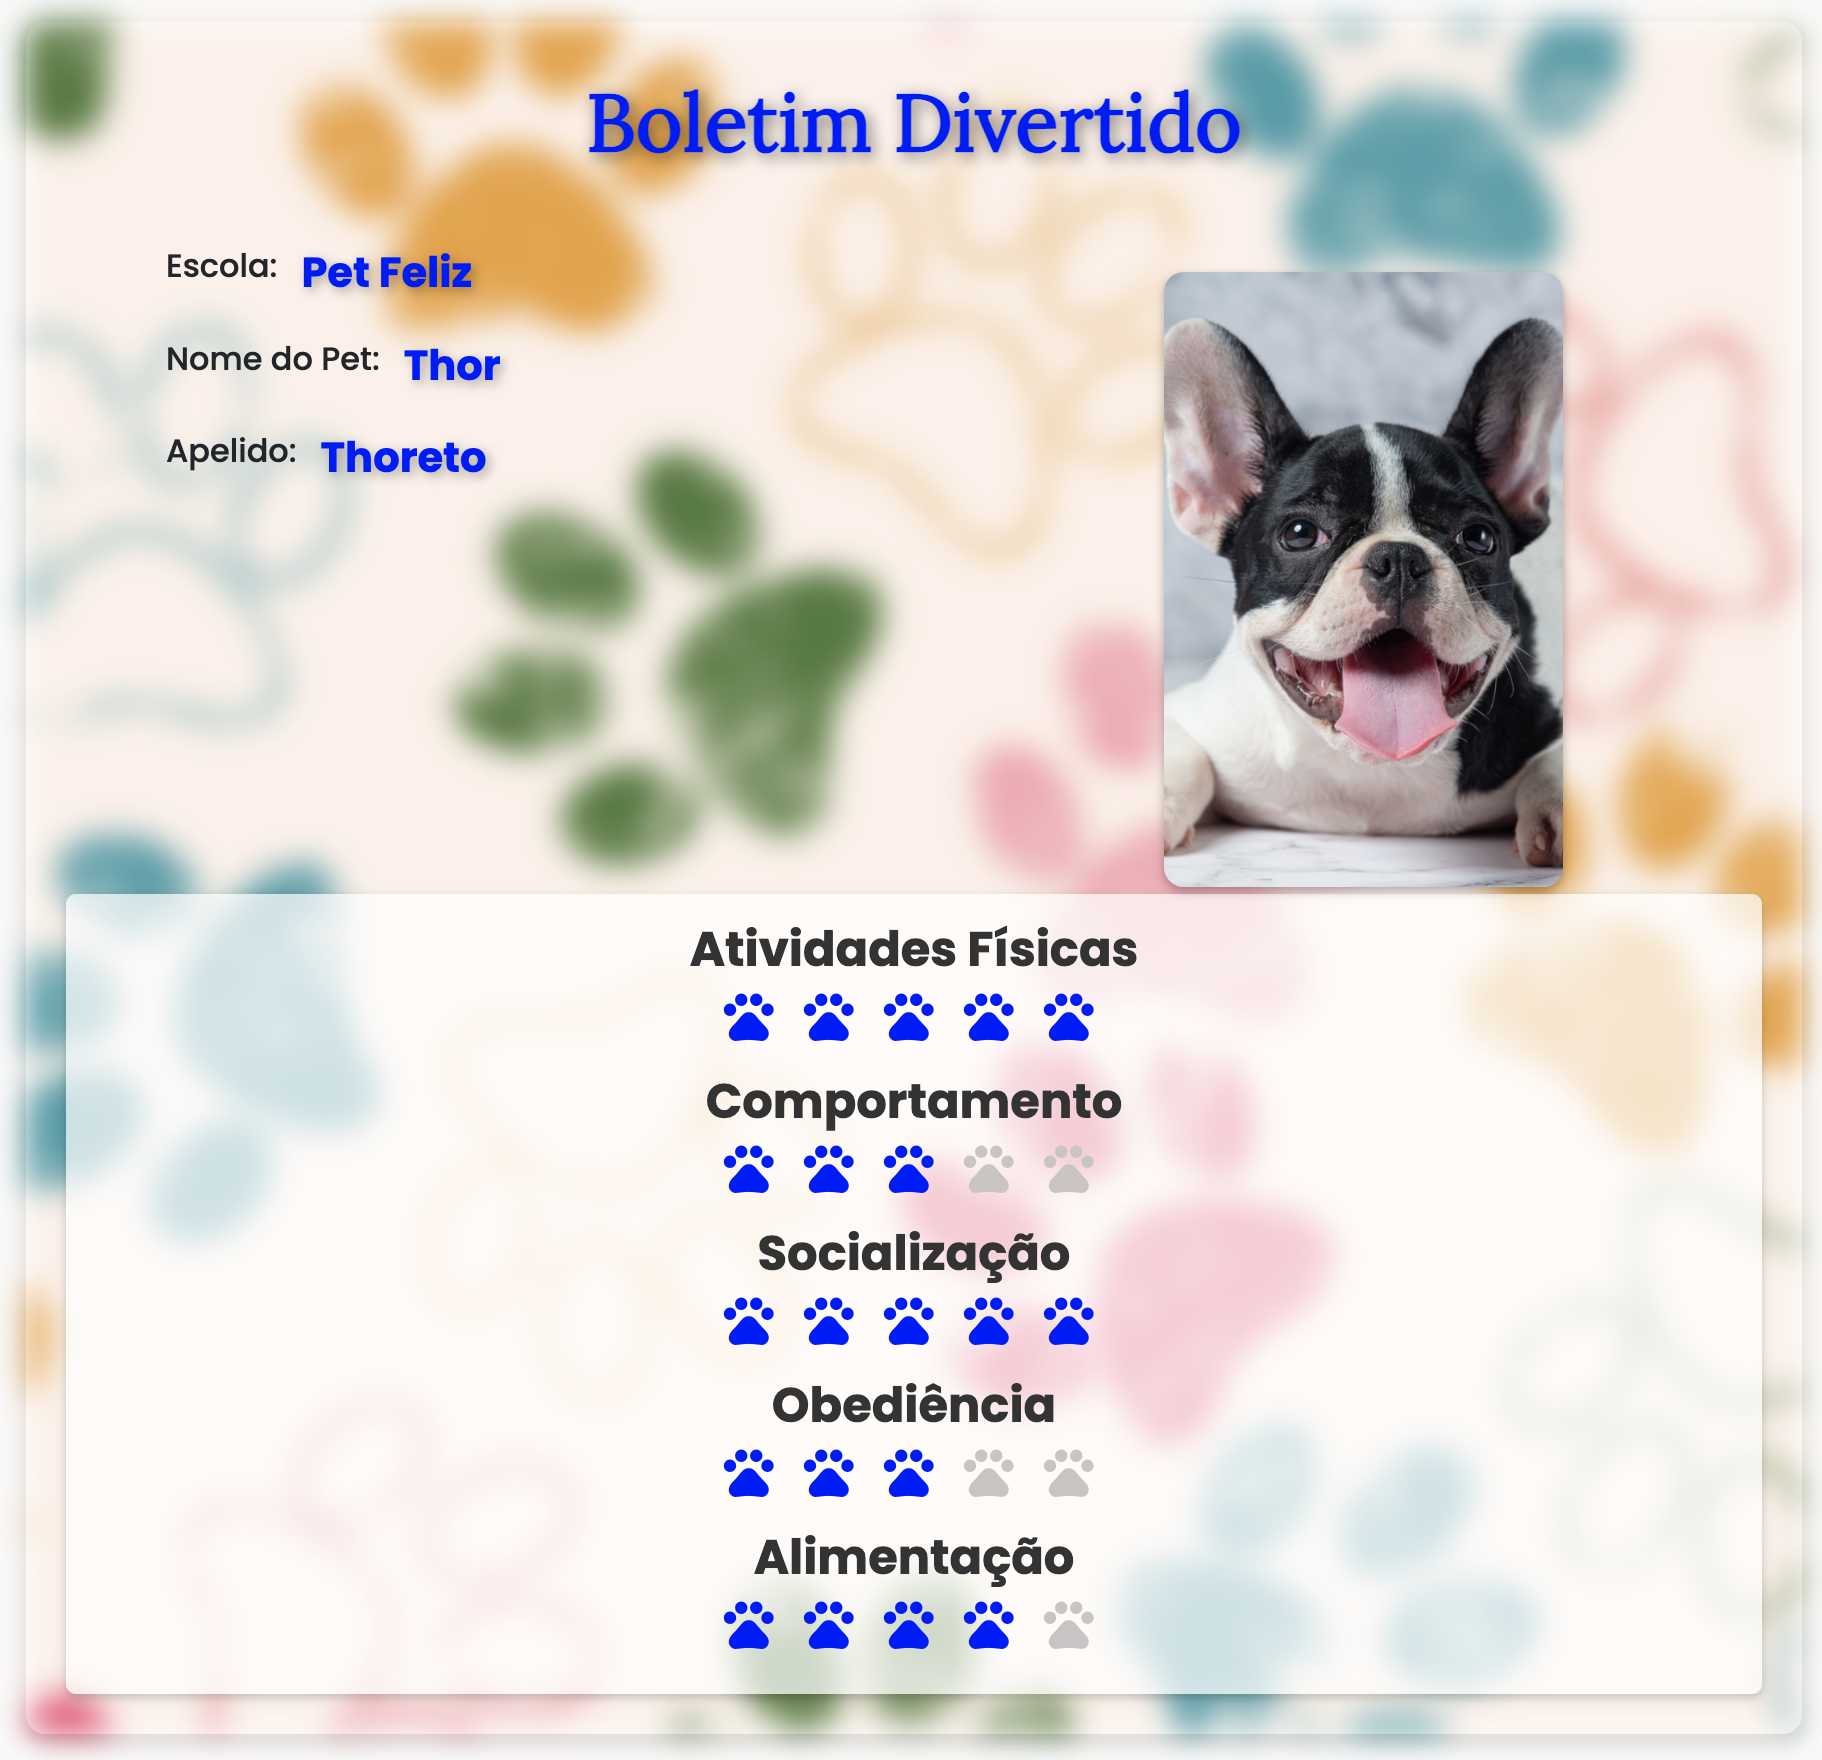 Boletim Divertido
Escola: Pet Feliz
Nome do Pet: Thor
Apelido: Thoreto
Atividades Físicas
Comportamento
Socialização
Obediência
Alimentação